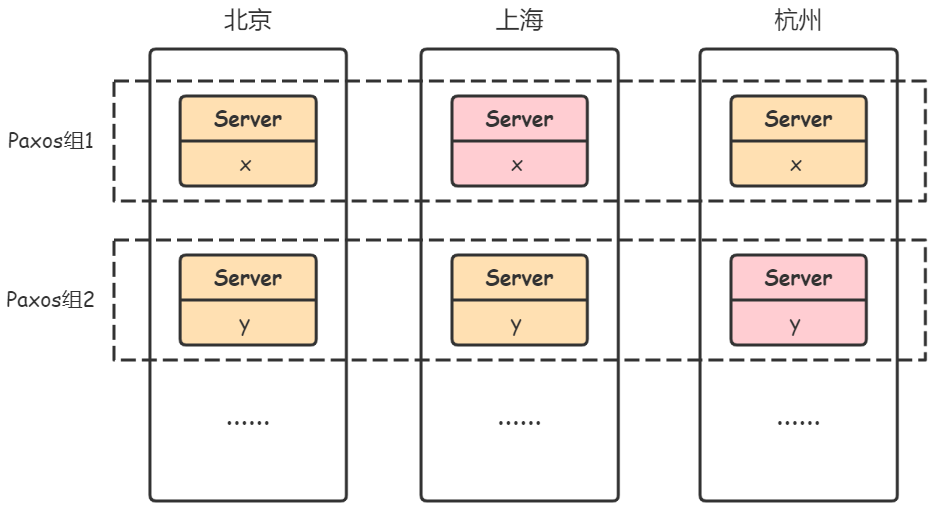 北京 上海 杭州
Paxos组1
Server Server Server
x x x
Paxos组2
Server Server Server
y y y
...... ...... ......